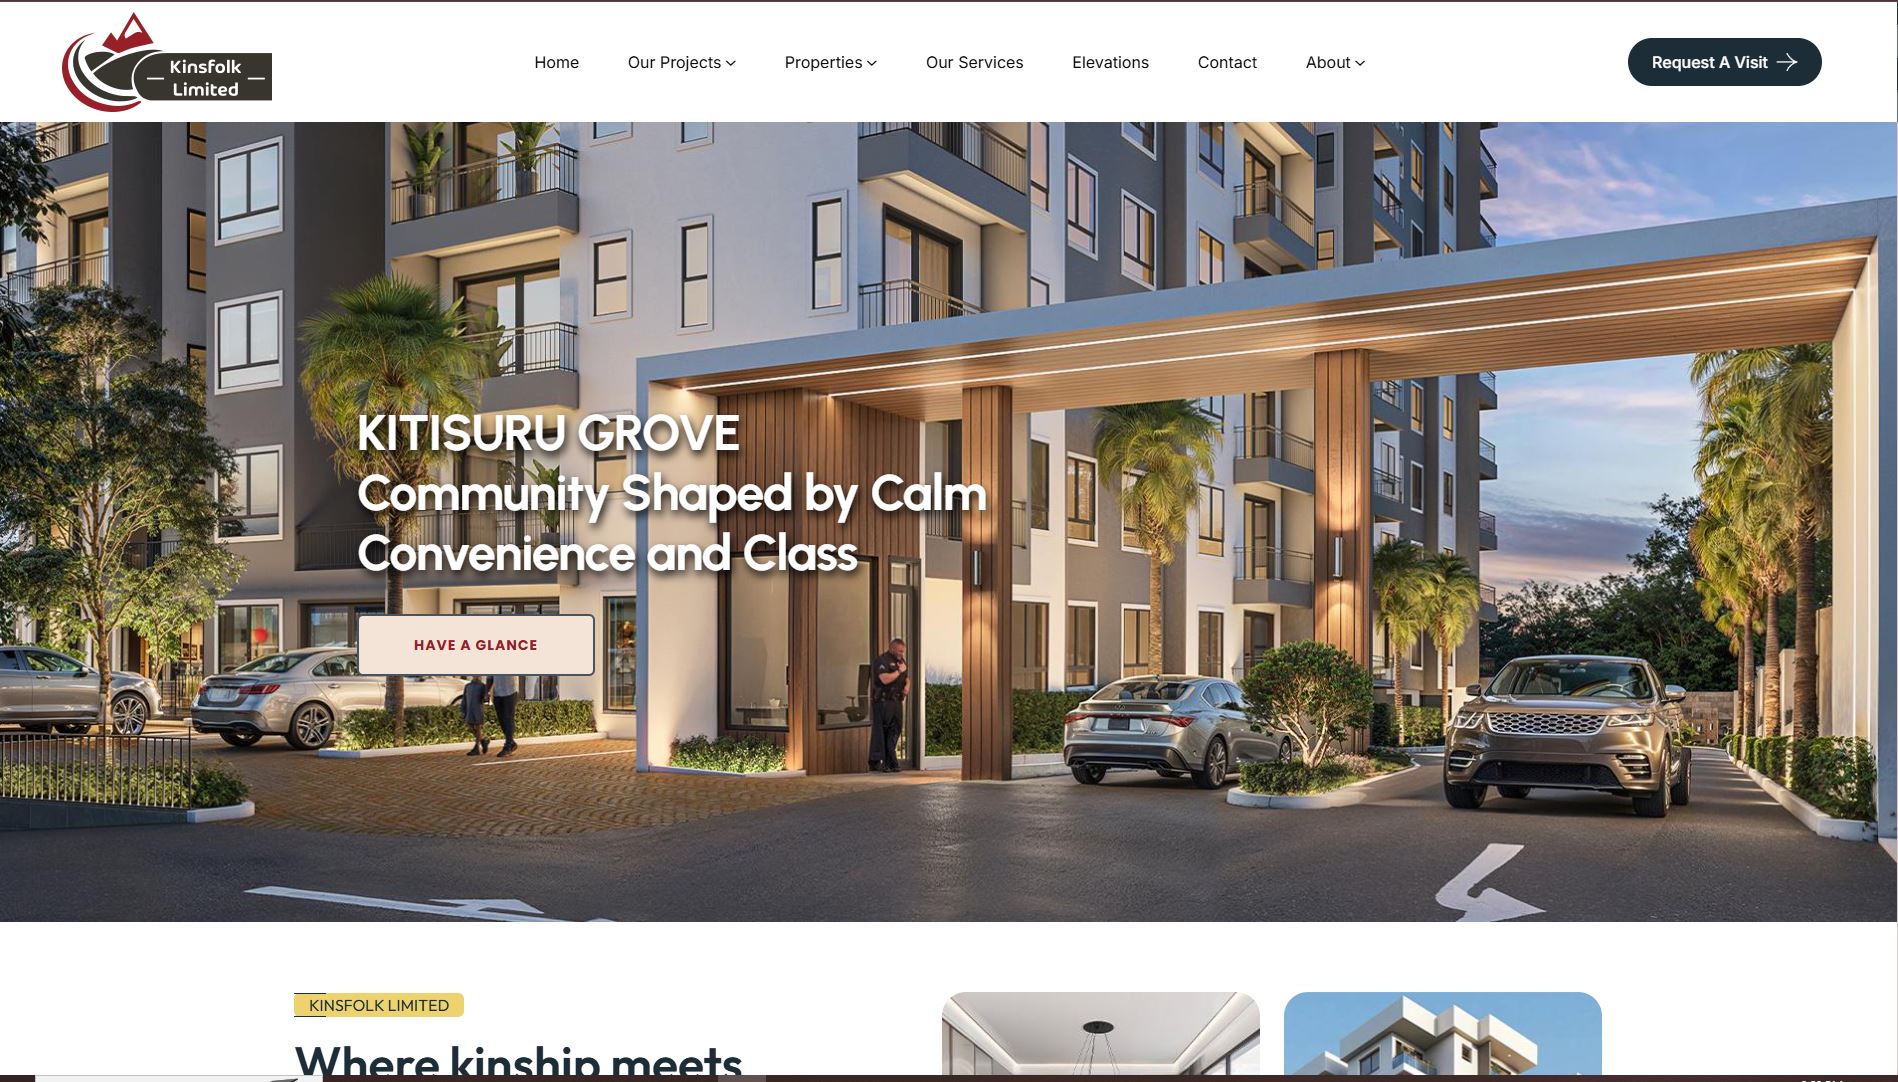 Kinsfolk
Limited
Home
Our Projects
Properties
Our Services
Elevations
Contact
About
Request A Visit
KITISURU GROVE
Community Shaped by Calm
Convenience and Class
HAVE A GLANCE
KINSFOLK LIMITED
Where kinship meets